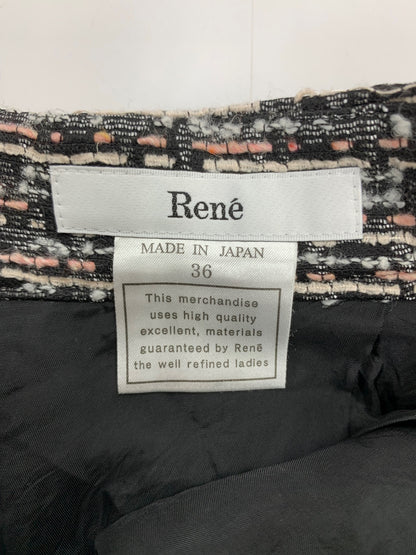 René
MADE IN JAPAN
36
This merchandise
uses high quality
excellent, materials
guaranteed by René
the well refined ladies